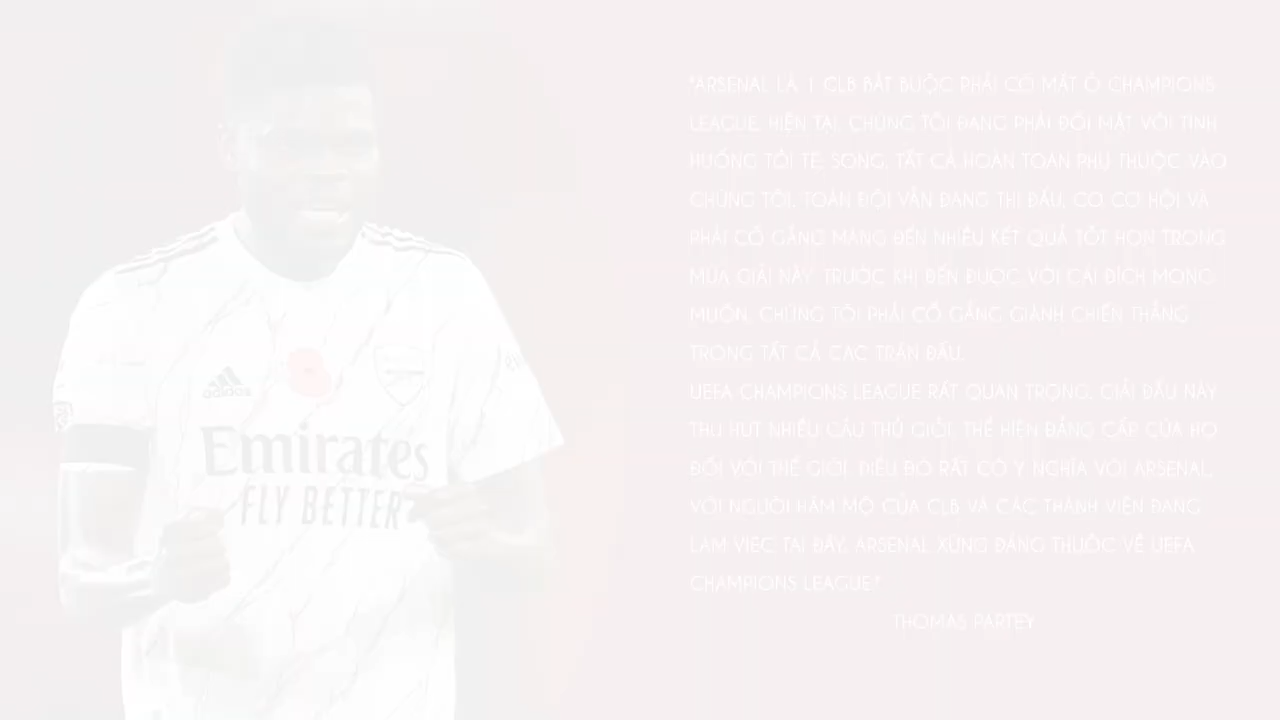 adidas
Emirates
FLY BETTER
"ARSENAL LÀ 1 CLB BẮT BUỘC PHẢI CÓ MẶT Ở CHAMPIONS
LEAGUE. HIỆN TẠI, CHÚNG TÔI ĐANG PHẢI ĐỐI MẶT VỚI TÌNH
HUỐNG TỒI TỆ. SONG, TẤT CẢ HOÀN TOÀN PHỤ THUỘC VÀO
CHÚNG TÔI. TOÀN ĐỘI VẪN ĐANG THI ĐẤU, CÓ CƠ HỘI VÀ
PHẢI CỐ GẮNG MANG ĐẾN NHIỀU KẾT QUẢ TỐT HƠN TRONG
MÙA GIẢI NÀY. TRƯỚC KHI ĐẾN ĐƯỢC VỚI CÁI ĐÍCH MONG
MUỐN, CHÚNG TÔI PHẢI CỐ GẮNG GIÀNH CHIẾN THẮNG
TRONG TẤT CẢ CÁC TRẬN ĐẤU.
UEFA CHAMPIONS LEAGUE RẤT QUAN TRỌNG. GIẢI ĐẤU NÀY
THU HÚT NHIỀU CẦU THỦ GIỎI, THỂ HIỆN ĐẲNG CẤP CỦA HỌ
ĐỐI VỚI THẾ GIỚI. ĐIỀU ĐÓ RẤT CÓ Ý NGHĨA VỚI ARSENAL,
VỚI NGƯỜI HÂM MỘ CỦA CLB VÀ CÁC THÀNH VIÊN ĐANG
LÀM VIỆC TẠI ĐÂY. ARSENAL XỨNG ĐÁNG THUỘC VỀ UEFA
CHAMPIONS LEAGUE."
THOMAS PARTEY